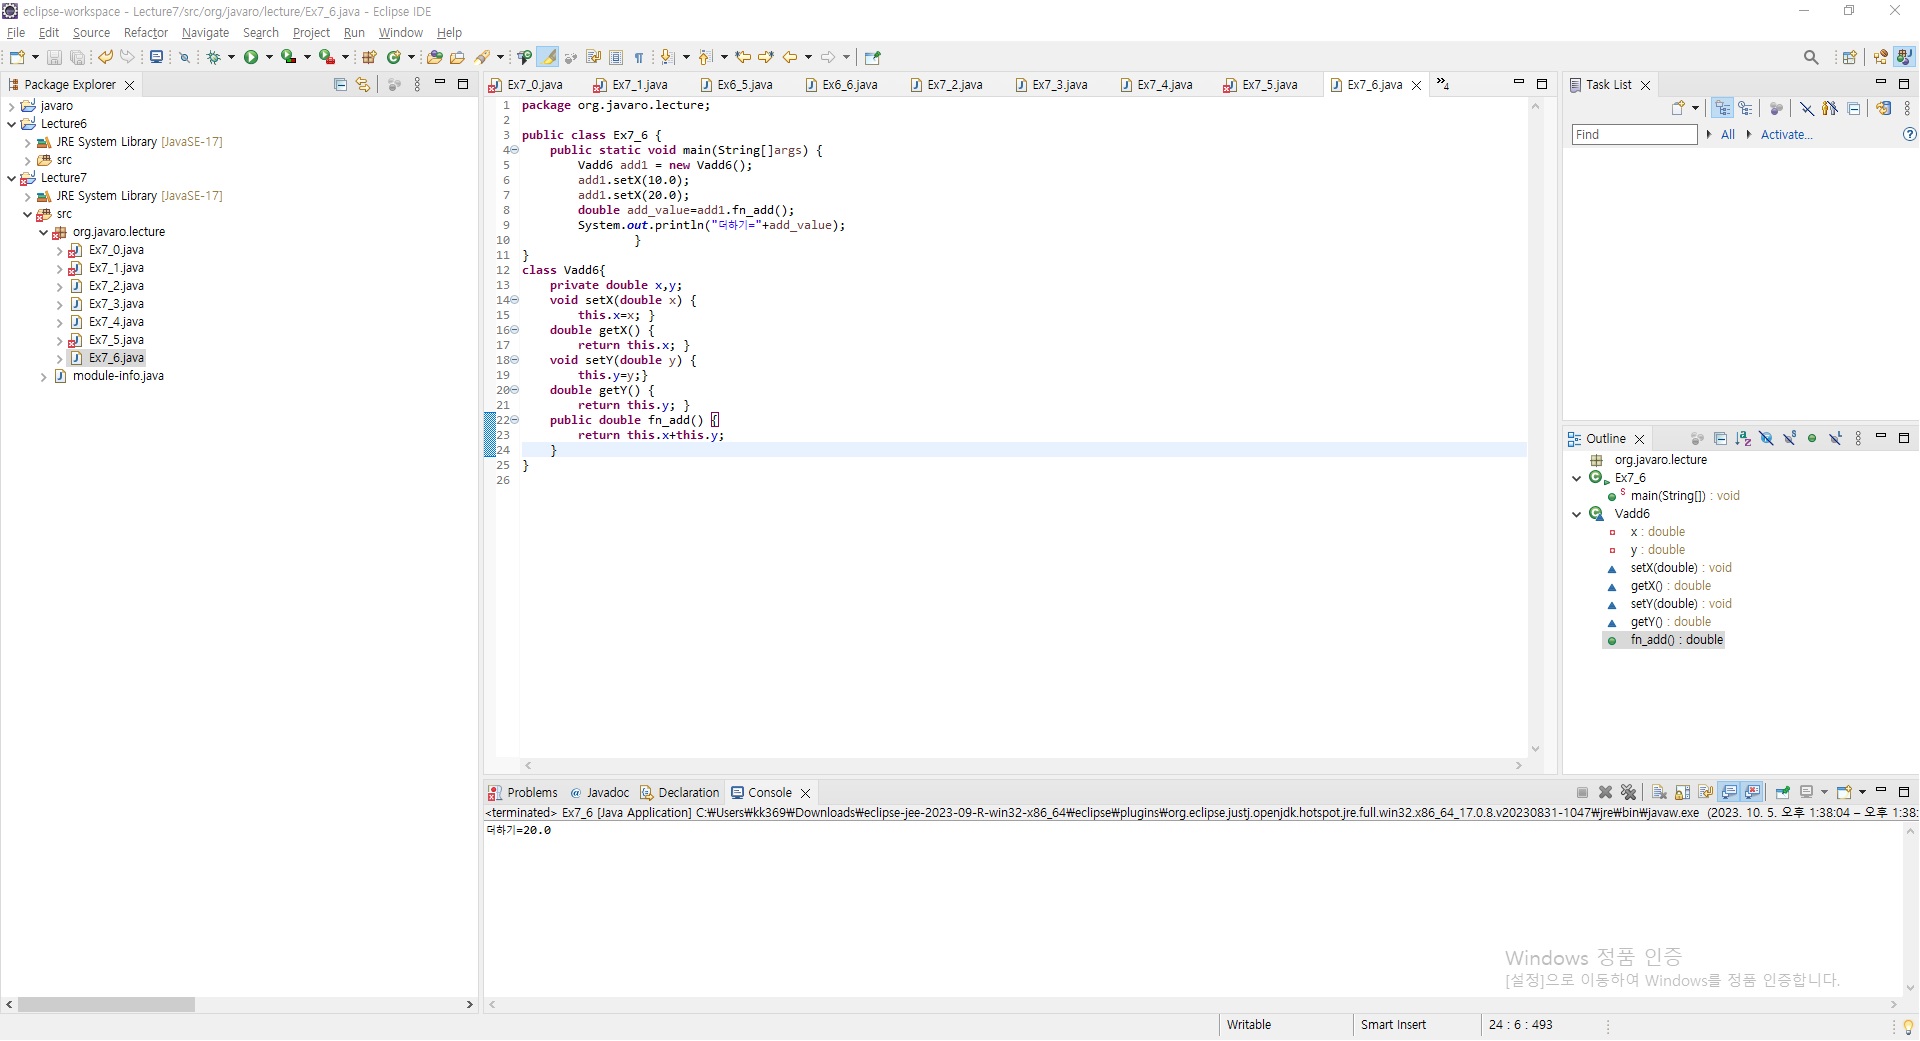 eclipse-workspace - Lecture7/src/org/javaro/lecture/Ex7_6.java - Eclipse IDE
File Edit Source Refactor Navigate Search Project Run Window Help
Package Explorer
javaro
Lecture6
JRE System Library [JavaSE-17]
src
Lecture7
JRE System Library [JavaSE-17]
src
org.javaro.lecture
Ex7_0.java
Ex7_1.java
Ex7_2.java
Ex7_3.java
Ex7_4.java
Ex7_5.java
Ex7_6.java
module-info.java
Ex7_0.java Ex7_1.java Ex6_5.java Ex6_6.java Ex7_2.java Ex7_3.java Ex7_4.java Ex7_5.java Ex7_6.java »4
1 package org.javaro.lecture;
2
3 public class Ex7_6 {
4 public static void main(String[]args) {
5 Vadd6 add1 = new Vadd6();
6 add1.setX(10.0);
7 add1.setX(20.0);
8 double add_value=add1.fn_add();
9 System.out.println("더하기="+add_value);
10 }
11 }
12 class Vadd6{
13 private double x,y;
14 void setX(double x) {
15 this.x=x; }
16 double getX() {
17 return this.x; }
18 void setY(double y) {
19 this.y=y;}
20 double getY() {
21 return this.y; }
22 public double fn_add() {
23 return this.x+this.y;
24 }
25 }
26
Task List
Find All Activate...
Outline
org.javaro.lecture
Ex7_6
main(String[]) : void
Vadd6
x : double
y : double
setX(double) : void
getX() : double
setY(double) : void
getY() : double
fn_add() : double
Problems @ Javadoc Declaration Console
<terminated> Ex7_6 [Java Application] C:₩Users₩kk369₩Downloads₩eclipse-jee-2023-09-R-win32-x86_64₩eclipse₩plugins₩org.eclipse.justj.openjdk.hotspot.jre.full.win32.x86_64_17.0.8.v20230831-1047₩jre₩bin₩javaw.exe (2023. 10. 5. 오후 1:38:04 – 오후 1:38:
더하기=20.0
Windows 정품 인증
[설정]으로 이동하여 Windows를 정품 인증합니다.
Writable Smart Insert 24 : 6 : 493